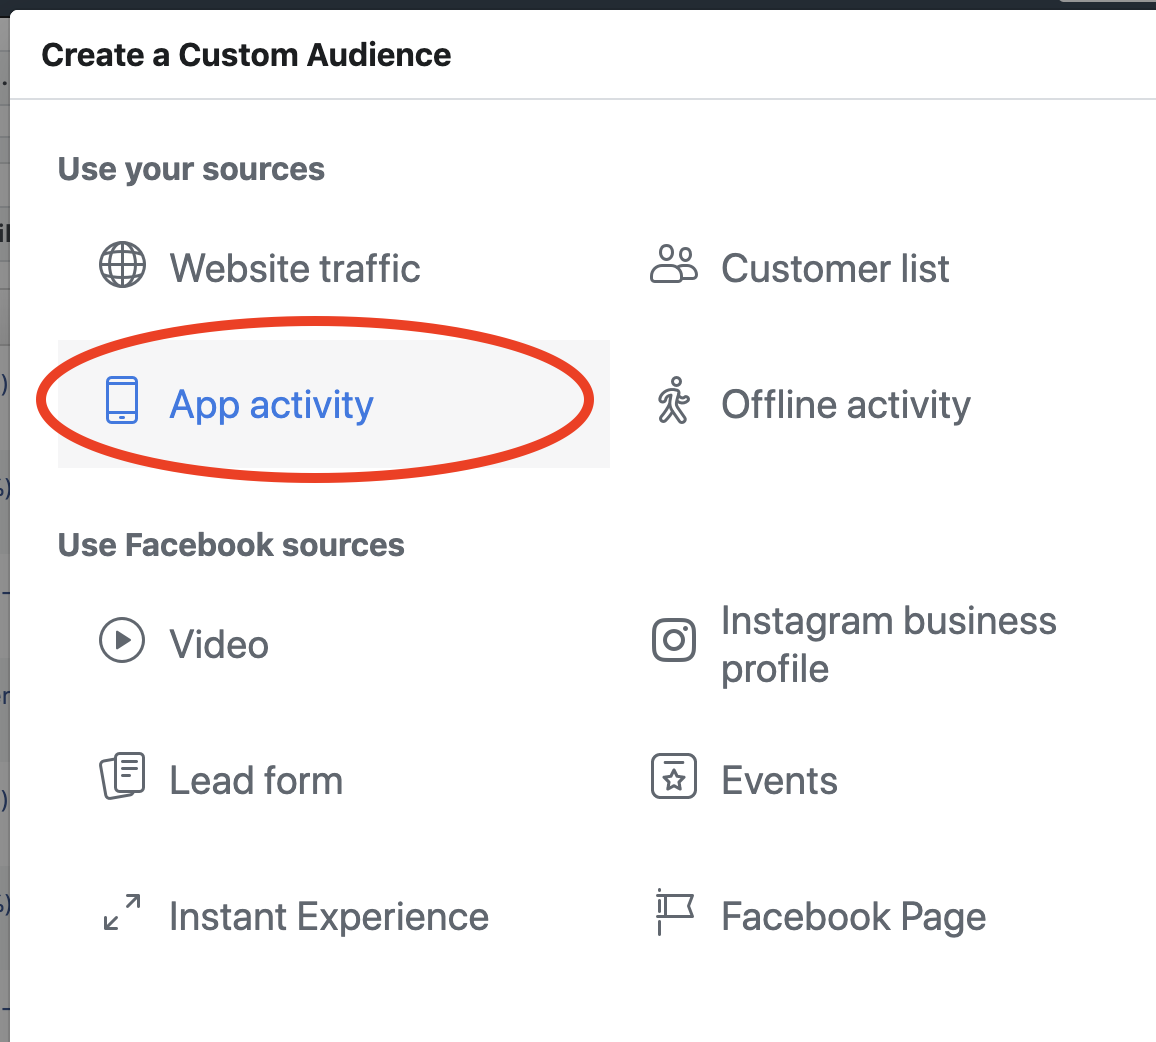 Create a Custom Audience
Use your sources
Website traffic
Customer list
App activity
Offline activity
Use Facebook sources
Video
Instagram business
profile
Lead form
Events
Instant Experience
Facebook Page